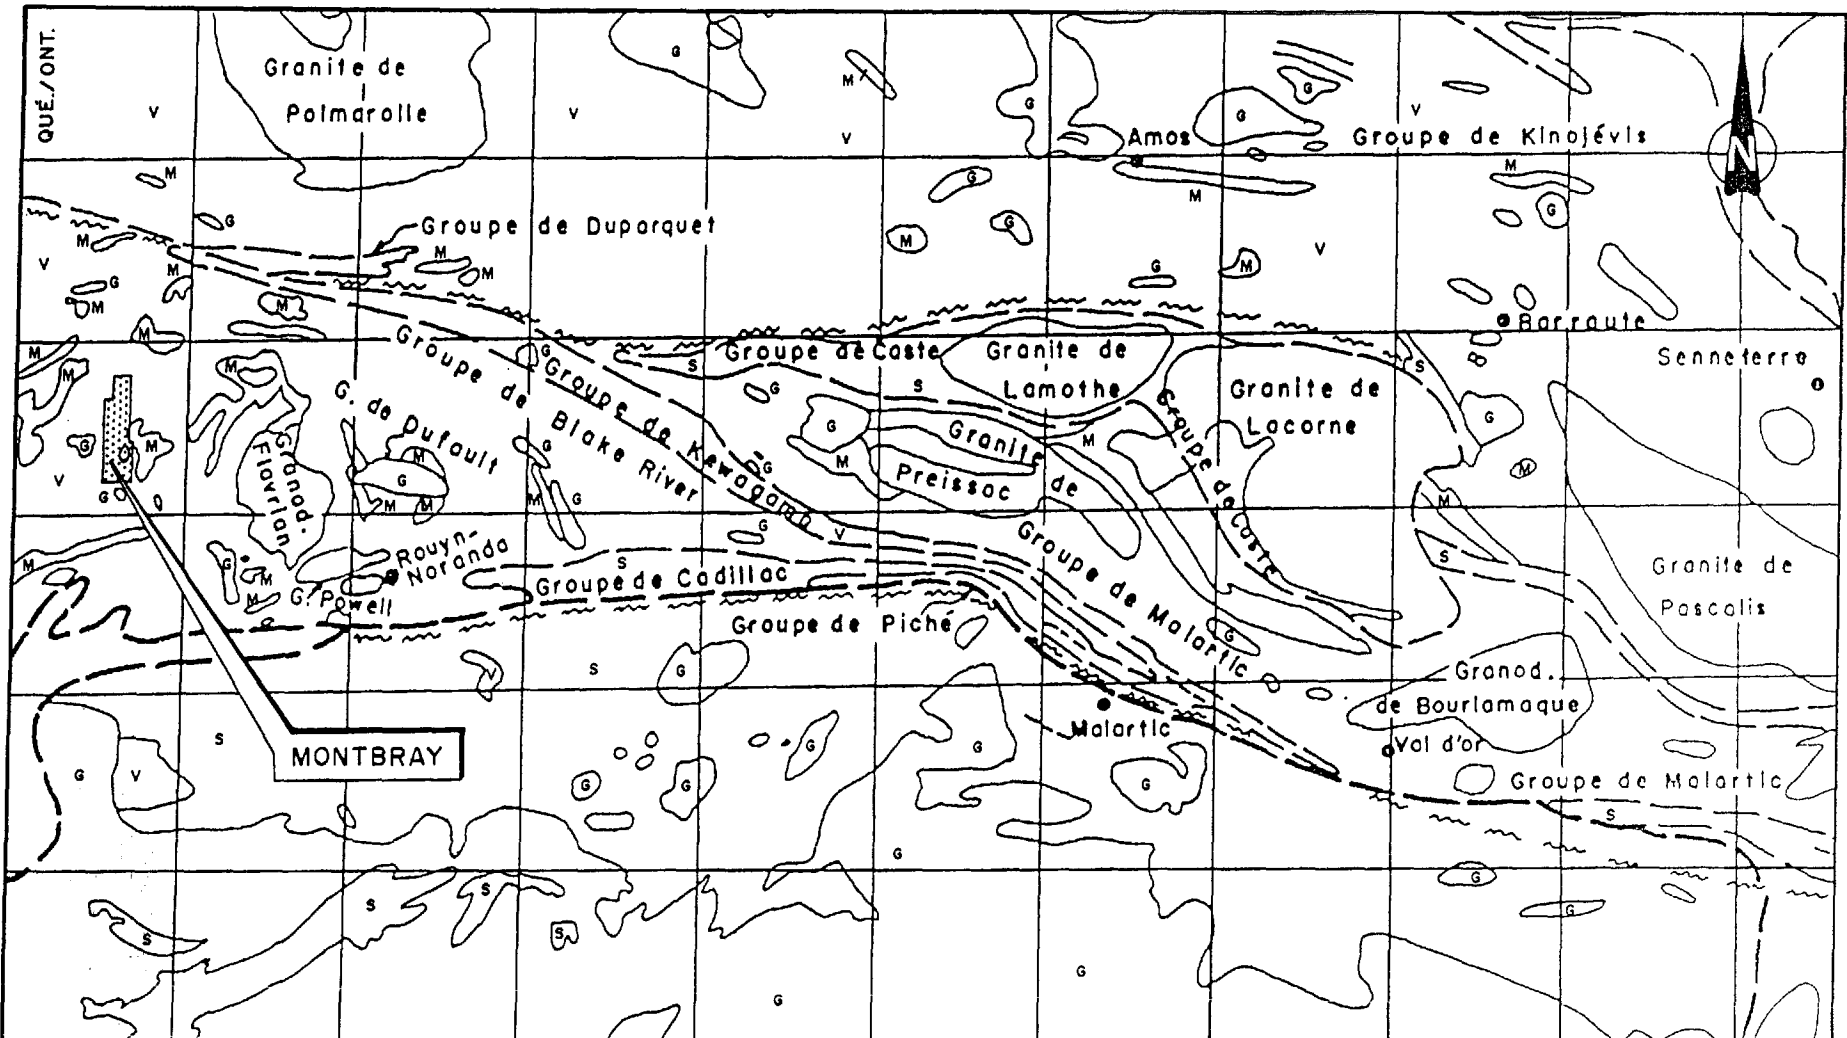 QUÉ./ONT.
Granite de
Palmarolle
Amos
Groupe de Kinojévis
N
Groupe de Duparquet
Barraute
Senneterre
Groupe de Caste
Granite de
Lamothe
Granite de
Lacorne
Groupe de Blake River
Groupe de Kewagama
G. de Dufault
Granod.
Flavrian
Granite de
Preissac
Groupe de Caste
Rouyn-
Noranda
G. Powell
Groupe de Cadillac
Groupe de Piché
Groupe de Malartic
Granite de
Pascalis
Granod.
de Bourlamaque
Malartic
Val d'or
MONTBRAY
Groupe de Malartic